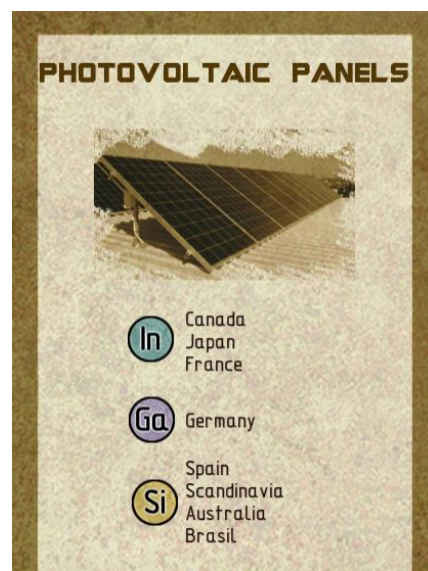 PHOTOVOLTAIC PANELS
In
Canada
Japan
France
Ga
Germany
Si
Spain
Scandinavia
Australia
Brasil